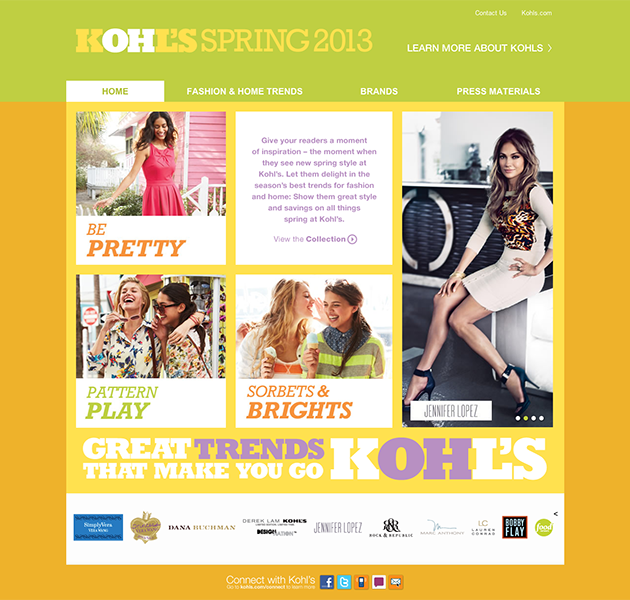 Contact Us Kohls.com
KOHL'S SPRING 2013
LEARN MORE ABOUT KOHLS
HOME FASHION & HOME TRENDS BRANDS PRESS MATERIALS
BE
PRETTY
Give your readers a moment
of inspiration – the moment when
they see new spring style at
Kohl's. Let them delight in the
season's best trends for fashion
and home: Show them great style
and savings on all things
spring at Kohl's.
View the Collection
PATTERN
PLAY
SORBETS &
BRIGHTS
JENNIFER LOPEZ
GREAT TRENDS
THAT MAKE YOU GO
KOHL'S
SimplyVera
VERA WANG
DANA BUCHMAN
DEREK LAM KOHL'S
DESIGNATION
JENNIFER LOPEZ
ROCK & REPUBLIC
MARC ANTHONY
LC
LAUREN
CONRAD
BOBBY
FLAY
food
Connect with Kohl's
Go to kohls.com/connect to learn more